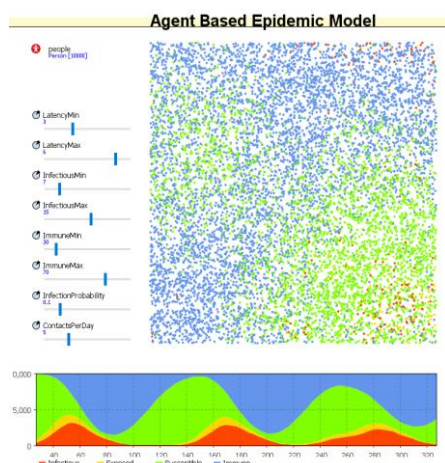 Agent Based Epidemic Model
people
Person [10000]
LatencyMin
3
LatencyMax
6
InfectiousMin
7
InfectiousMax
15
ImmuneMin
30
ImmuneMax
70
InfectionProbability
0.1
ContactsPerDay
5
0,000
5,000
0
40 60 80 100 120 140 160 180 200 220 240 260 280 300 320
Infectious Exposed Susceptible Immune